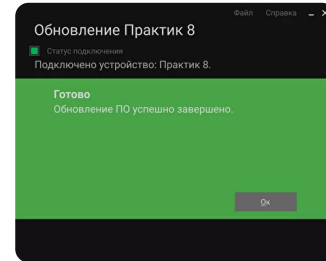 Файл Справка
Обновление Практик 8
Статус подключения
Подключено устройство: Практик 8.
Готово
Обновление ПО успешно завершено.
Ок